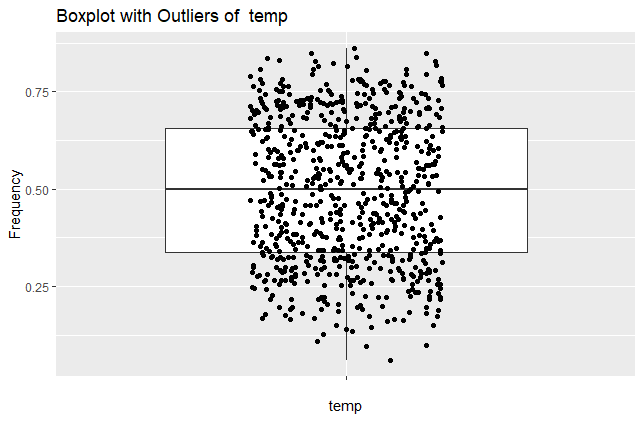 Boxplot with Outliers of  temp
0.75
0.50
0.25
Frequency
temp